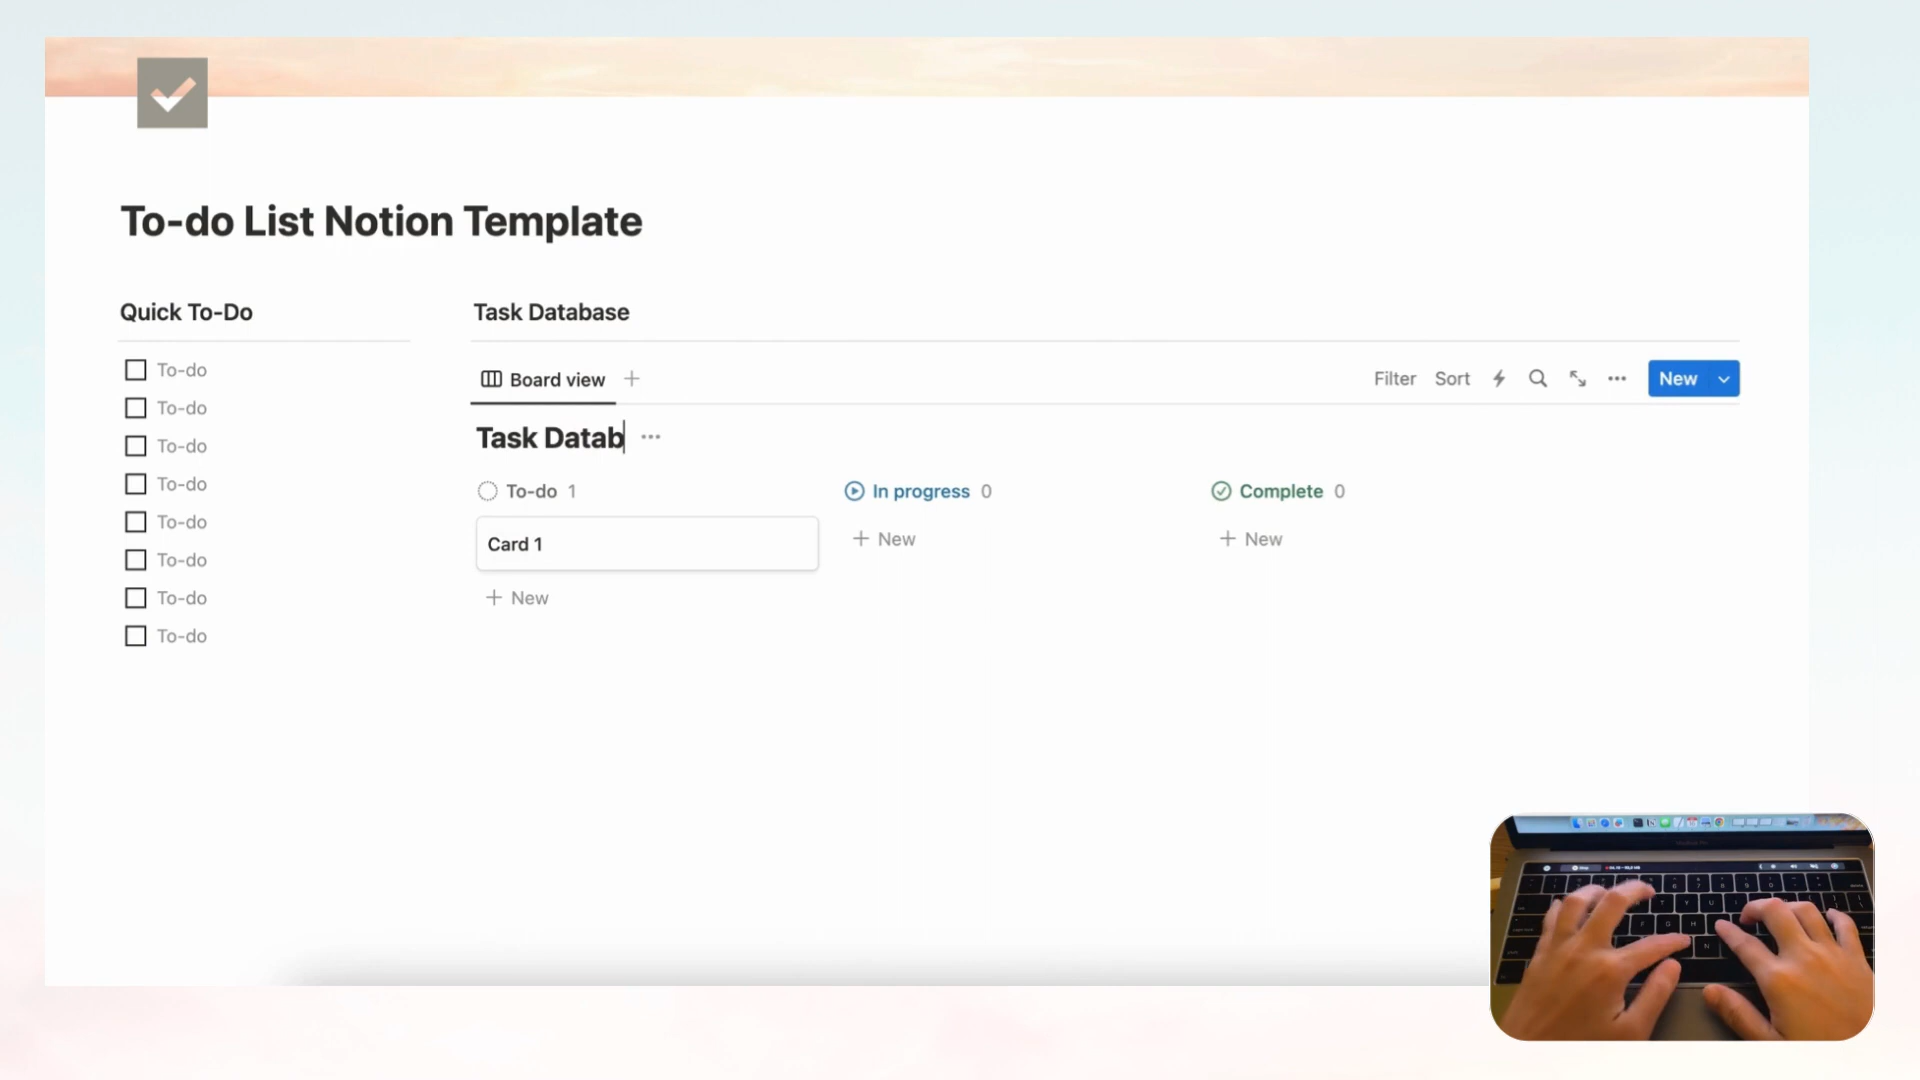 To-do List Notion Template
Quick To-Do
To-do
To-do
To-do
To-do
To-do
To-do
To-do
To-do
Task Database
Board view
Filter Sort New
Task Datab
To-do 1
Card 1
New
In progress 0
New
Complete 0
New